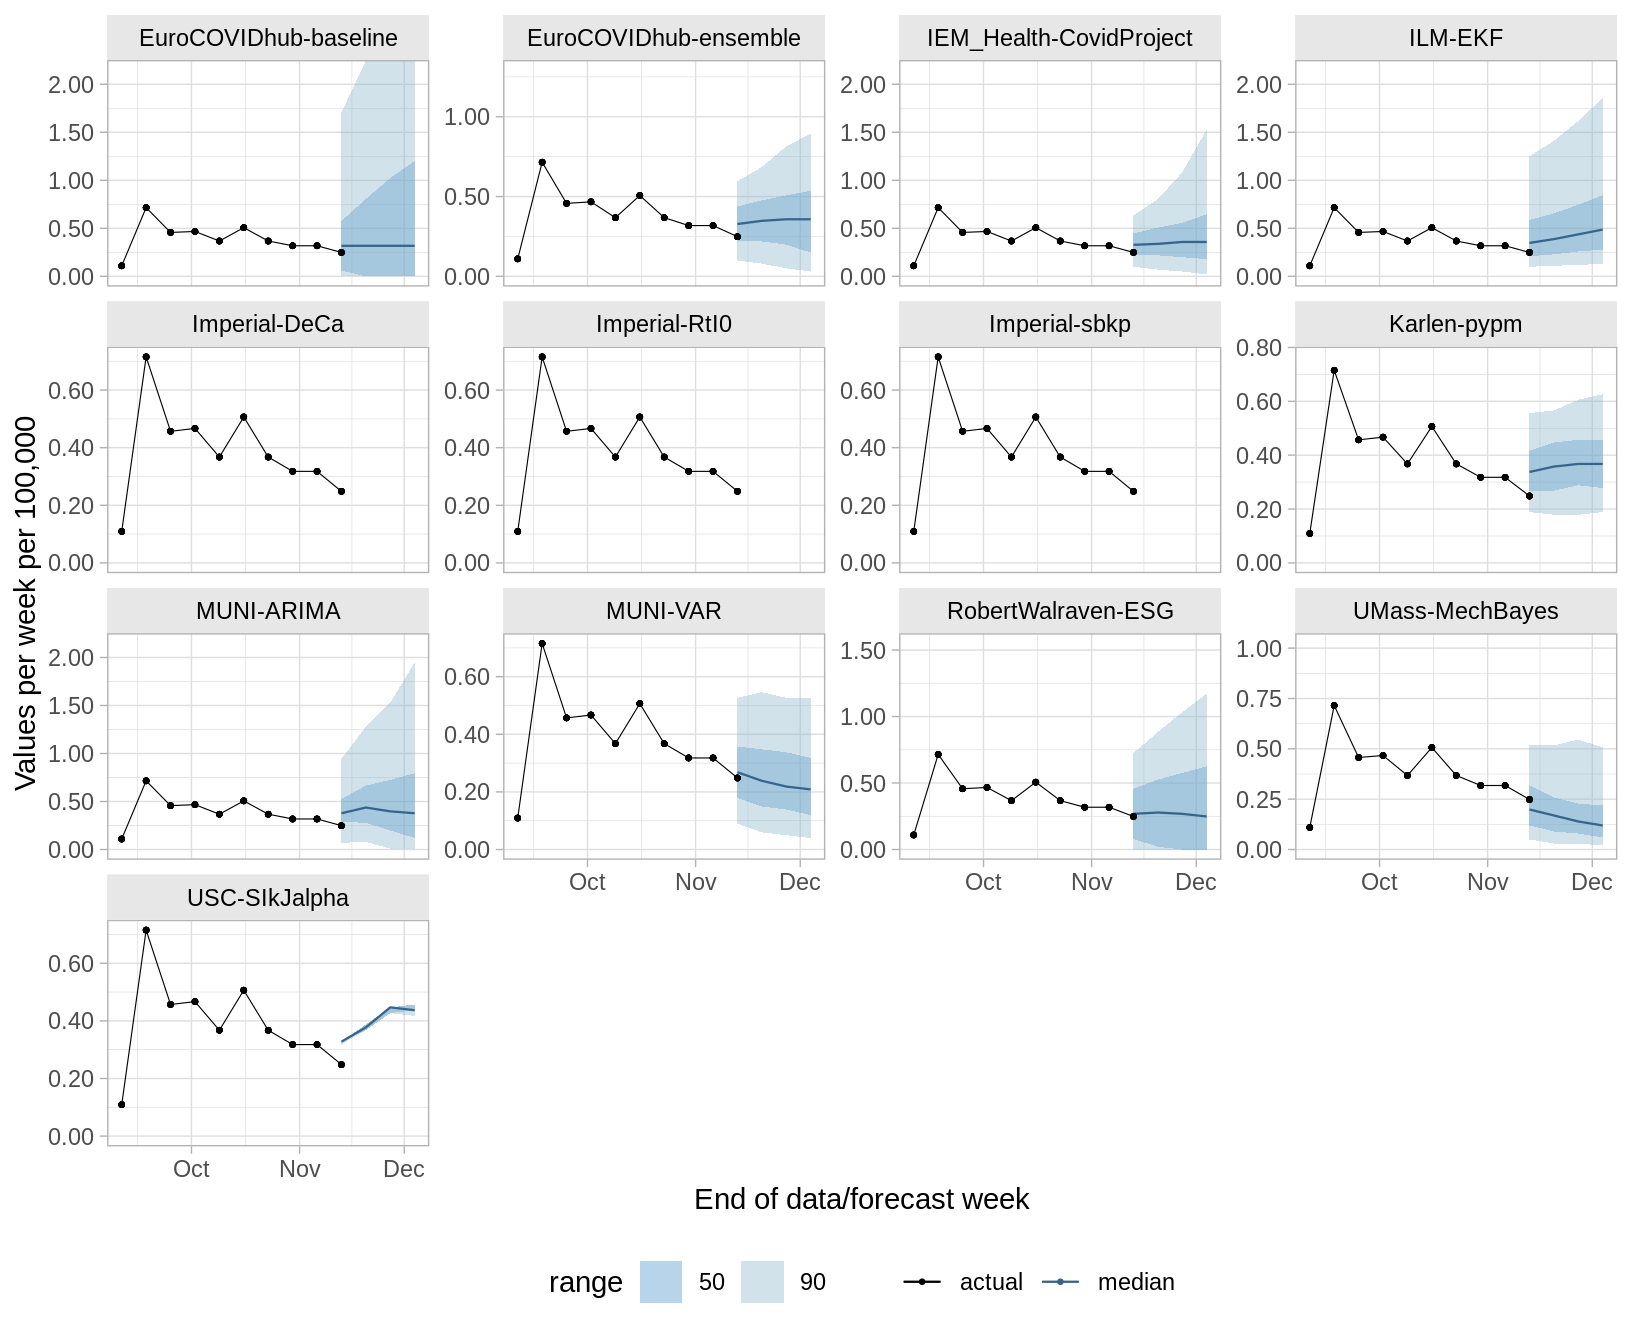 EuroCOVIDhub-baseline
EuroCOVIDhub-ensemble
IEM_Health-CovidProject
ILM-EKF
2.00
1.50
1.00
0.50
0.00
1.00
0.50
0.00
2.00
1.50
1.00
0.50
0.00
2.00
1.50
1.00
0.50
0.00
Imperial-DeCa
Imperial-RtI0
Imperial-sbkp
Karlen-pypm
0.60
0.40
0.20
0.00
0.60
0.40
0.20
0.00
0.60
0.40
0.20
0.00
0.80
0.60
0.40
0.20
0.00
Values per week per 100,000
MUNI-ARIMA
MUNI-VAR
RobertWalraven-ESG
UMass-MechBayes
2.00
1.50
1.00
0.50
0.00
0.60
0.40
0.20
0.00
1.50
1.00
0.50
0.00
1.00
0.75
0.50
0.25
0.00
Oct Nov Dec
Oct Nov Dec
Oct Nov Dec
USC-SIkJalpha
0.60
0.40
0.20
0.00
Oct Nov Dec
End of data/forecast week
range 50 90 actual median